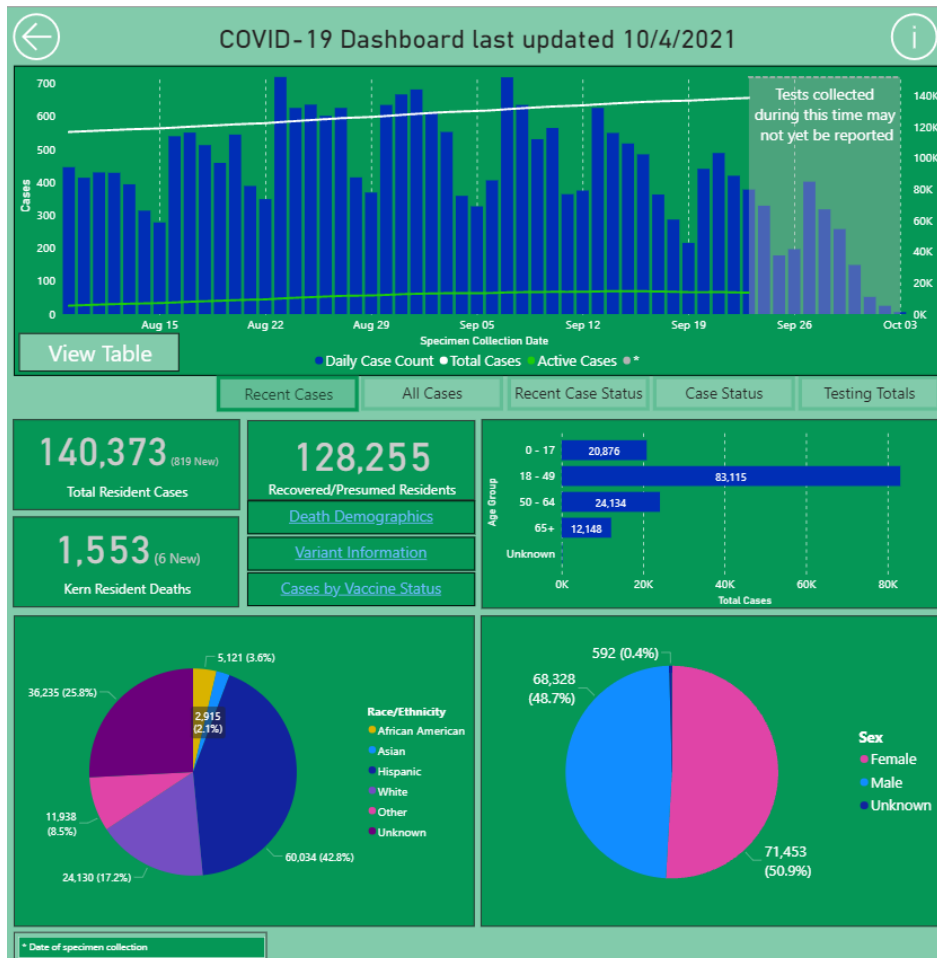 COVID-19 Dashboard last updated 10/4/2021
i
700
600
500
400
300
200
100
0
Cases
140K
120K
100K
80K
60K
40K
20K
0K
Tests collected
during this time may
not yet be reported
Aug 15
Aug 22
Aug 29
Sep 05
Sep 12
Sep 19
Sep 26
Oct 03
Specimen Collection Date
View Table
Daily Case Count Total Cases Active Cases *
Recent Cases
All Cases
Recent Case Status
Case Status
Testing Totals
140,373 (819 New)
Total Resident Cases
1,553 (6 New)
Kern Resident Deaths
128,255
Recovered/Presumed Residents
Death Demographics
Variant Information
Cases by Vaccine Status
Age Group
0 - 17
20,876
18 - 49
83,115
50 - 64
24,134
65+
12,148
Unknown
0K
20K
40K
60K
80K
Total Cases
5,121 (3.6%)
36,235 (25.8%)
2,915
(2.1%)
11,938
(8.5%)
24,130 (17.2%)
60,034 (42.8%)
Race/Ethnicity
African American
Asian
Hispanic
White
Other
Unknown
592 (0.4%)
68,328
(48.7%)
71,453
(50.9%)
Sex
Female
Male
Unknown
* Date of specimen collection